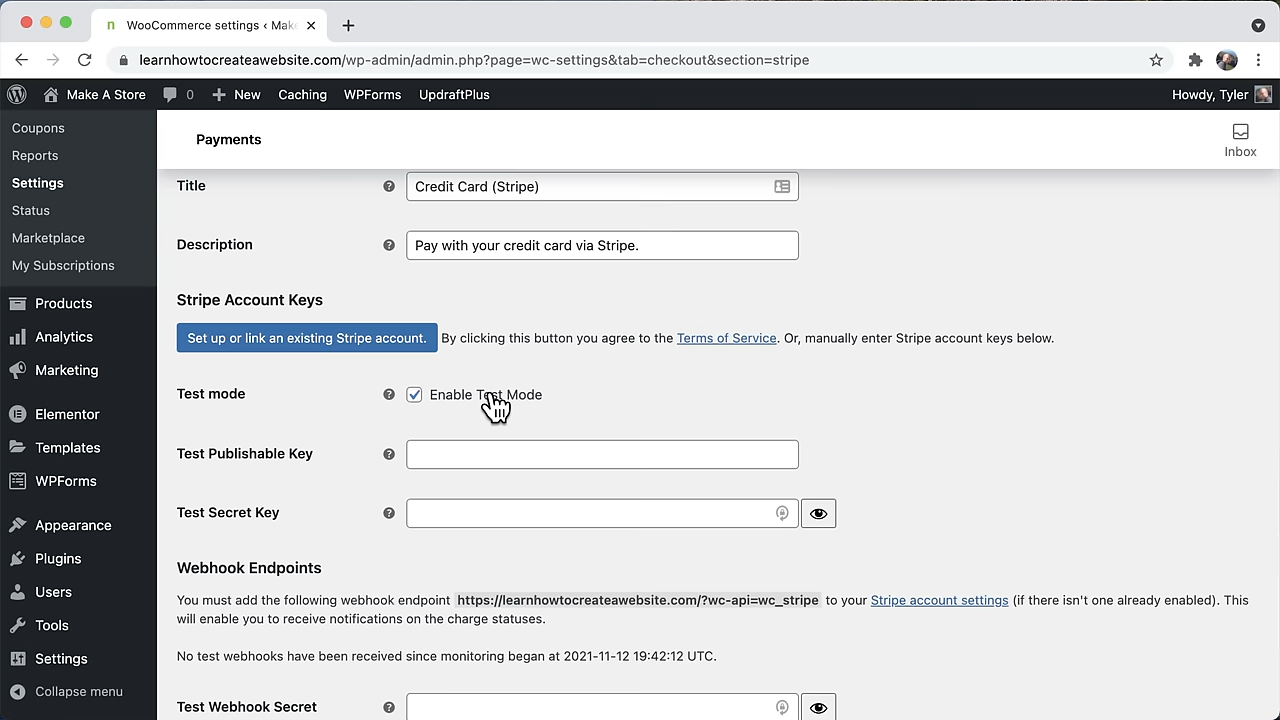 WooCommerce settings ‹ Mak
learnhowtocreateawebsite.com/wp-admin/admin.php?page=wc-settings&tab=checkout&section=stripe
Make A Store
0
New
Caching
WPForms
UpdraftPlus
Howdy, Tyler
Coupons
Reports
Settings
Status
Marketplace
My Subscriptions
Products
Analytics
Marketing
Elementor
Templates
WPForms
Appearance
Plugins
Users
Tools
Settings
Collapse menu
Payments
Inbox
Title
Credit Card (Stripe)
Description
Pay with your credit card via Stripe.
Stripe Account Keys
Set up or link an existing Stripe account. By clicking this button you agree to the Terms of Service. Or, manually enter Stripe account keys below.
Test mode
Enable Test Mode
Test Publishable Key
Test Secret Key
Webhook Endpoints
You must add the following webhook endpoint https://learnhowtocreateawebsite.com/?wc-api=wc_stripe to your Stripe account settings (if there isn't one already enabled). This
will enable you to receive notifications on the charge statuses.
No test webhooks have been received since monitoring began at 2021-11-12 19:42:12 UTC.
Test Webhook Secret